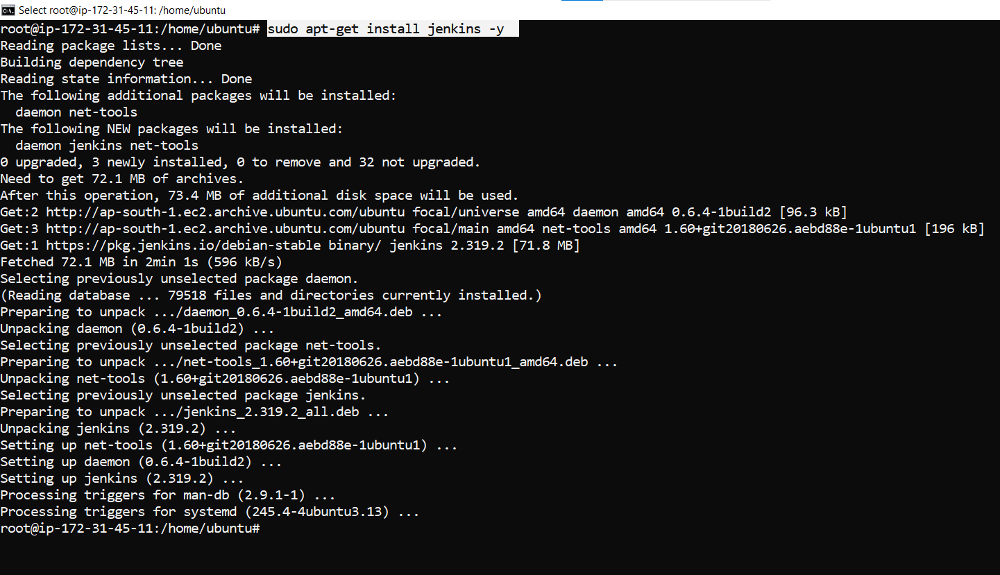 Select root@ip-172-31-45-11: /home/ubuntu
root@ip-172-31-45-11:/home/ubuntu# sudo apt-get install jenkins -y
Reading package lists... Done
Building dependency tree
Reading state information... Done
The following additional packages will be installed:
  daemon net-tools
The following NEW packages will be installed:
  daemon jenkins net-tools
0 upgraded, 3 newly installed, 0 to remove and 32 not upgraded.
Need to get 72.1 MB of archives.
After this operation, 73.4 MB of additional disk space will be used.
Get:2 http://ap-south-1.ec2.archive.ubuntu.com/ubuntu focal/universe amd64 daemon amd64 0.6.4-1build2 [96.3 kB]
Get:3 http://ap-south-1.ec2.archive.ubuntu.com/ubuntu focal/main amd64 net-tools amd64 1.60+git20180626.aebd88e-1ubuntu1 [196 kB]
Get:1 https://pkg.jenkins.io/debian-stable binary/ jenkins 2.319.2 [71.8 MB]
Fetched 72.1 MB in 2min 1s (596 kB/s)
Selecting previously unselected package daemon.
(Reading database ... 79518 files and directories currently installed.)
Preparing to unpack .../daemon_0.6.4-1build2_amd64.deb ...
Unpacking daemon (0.6.4-1build2) ...
Selecting previously unselected package net-tools.
Preparing to unpack .../net-tools_1.60+git20180626.aebd88e-1ubuntu1_amd64.deb ...
Unpacking net-tools (1.60+git20180626.aebd88e-1ubuntu1) ...
Selecting previously unselected package jenkins.
Preparing to unpack .../jenkins_2.319.2_all.deb ...
Unpacking jenkins (2.319.2) ...
Setting up net-tools (1.60+git20180626.aebd88e-1ubuntu1) ...
Setting up daemon (0.6.4-1build2) ...
Setting up jenkins (2.319.2) ...
Processing triggers for man-db (2.9.1-1) ...
Processing triggers for systemd (245.4-4ubuntu3.13) ...
root@ip-172-31-45-11:/home/ubuntu#